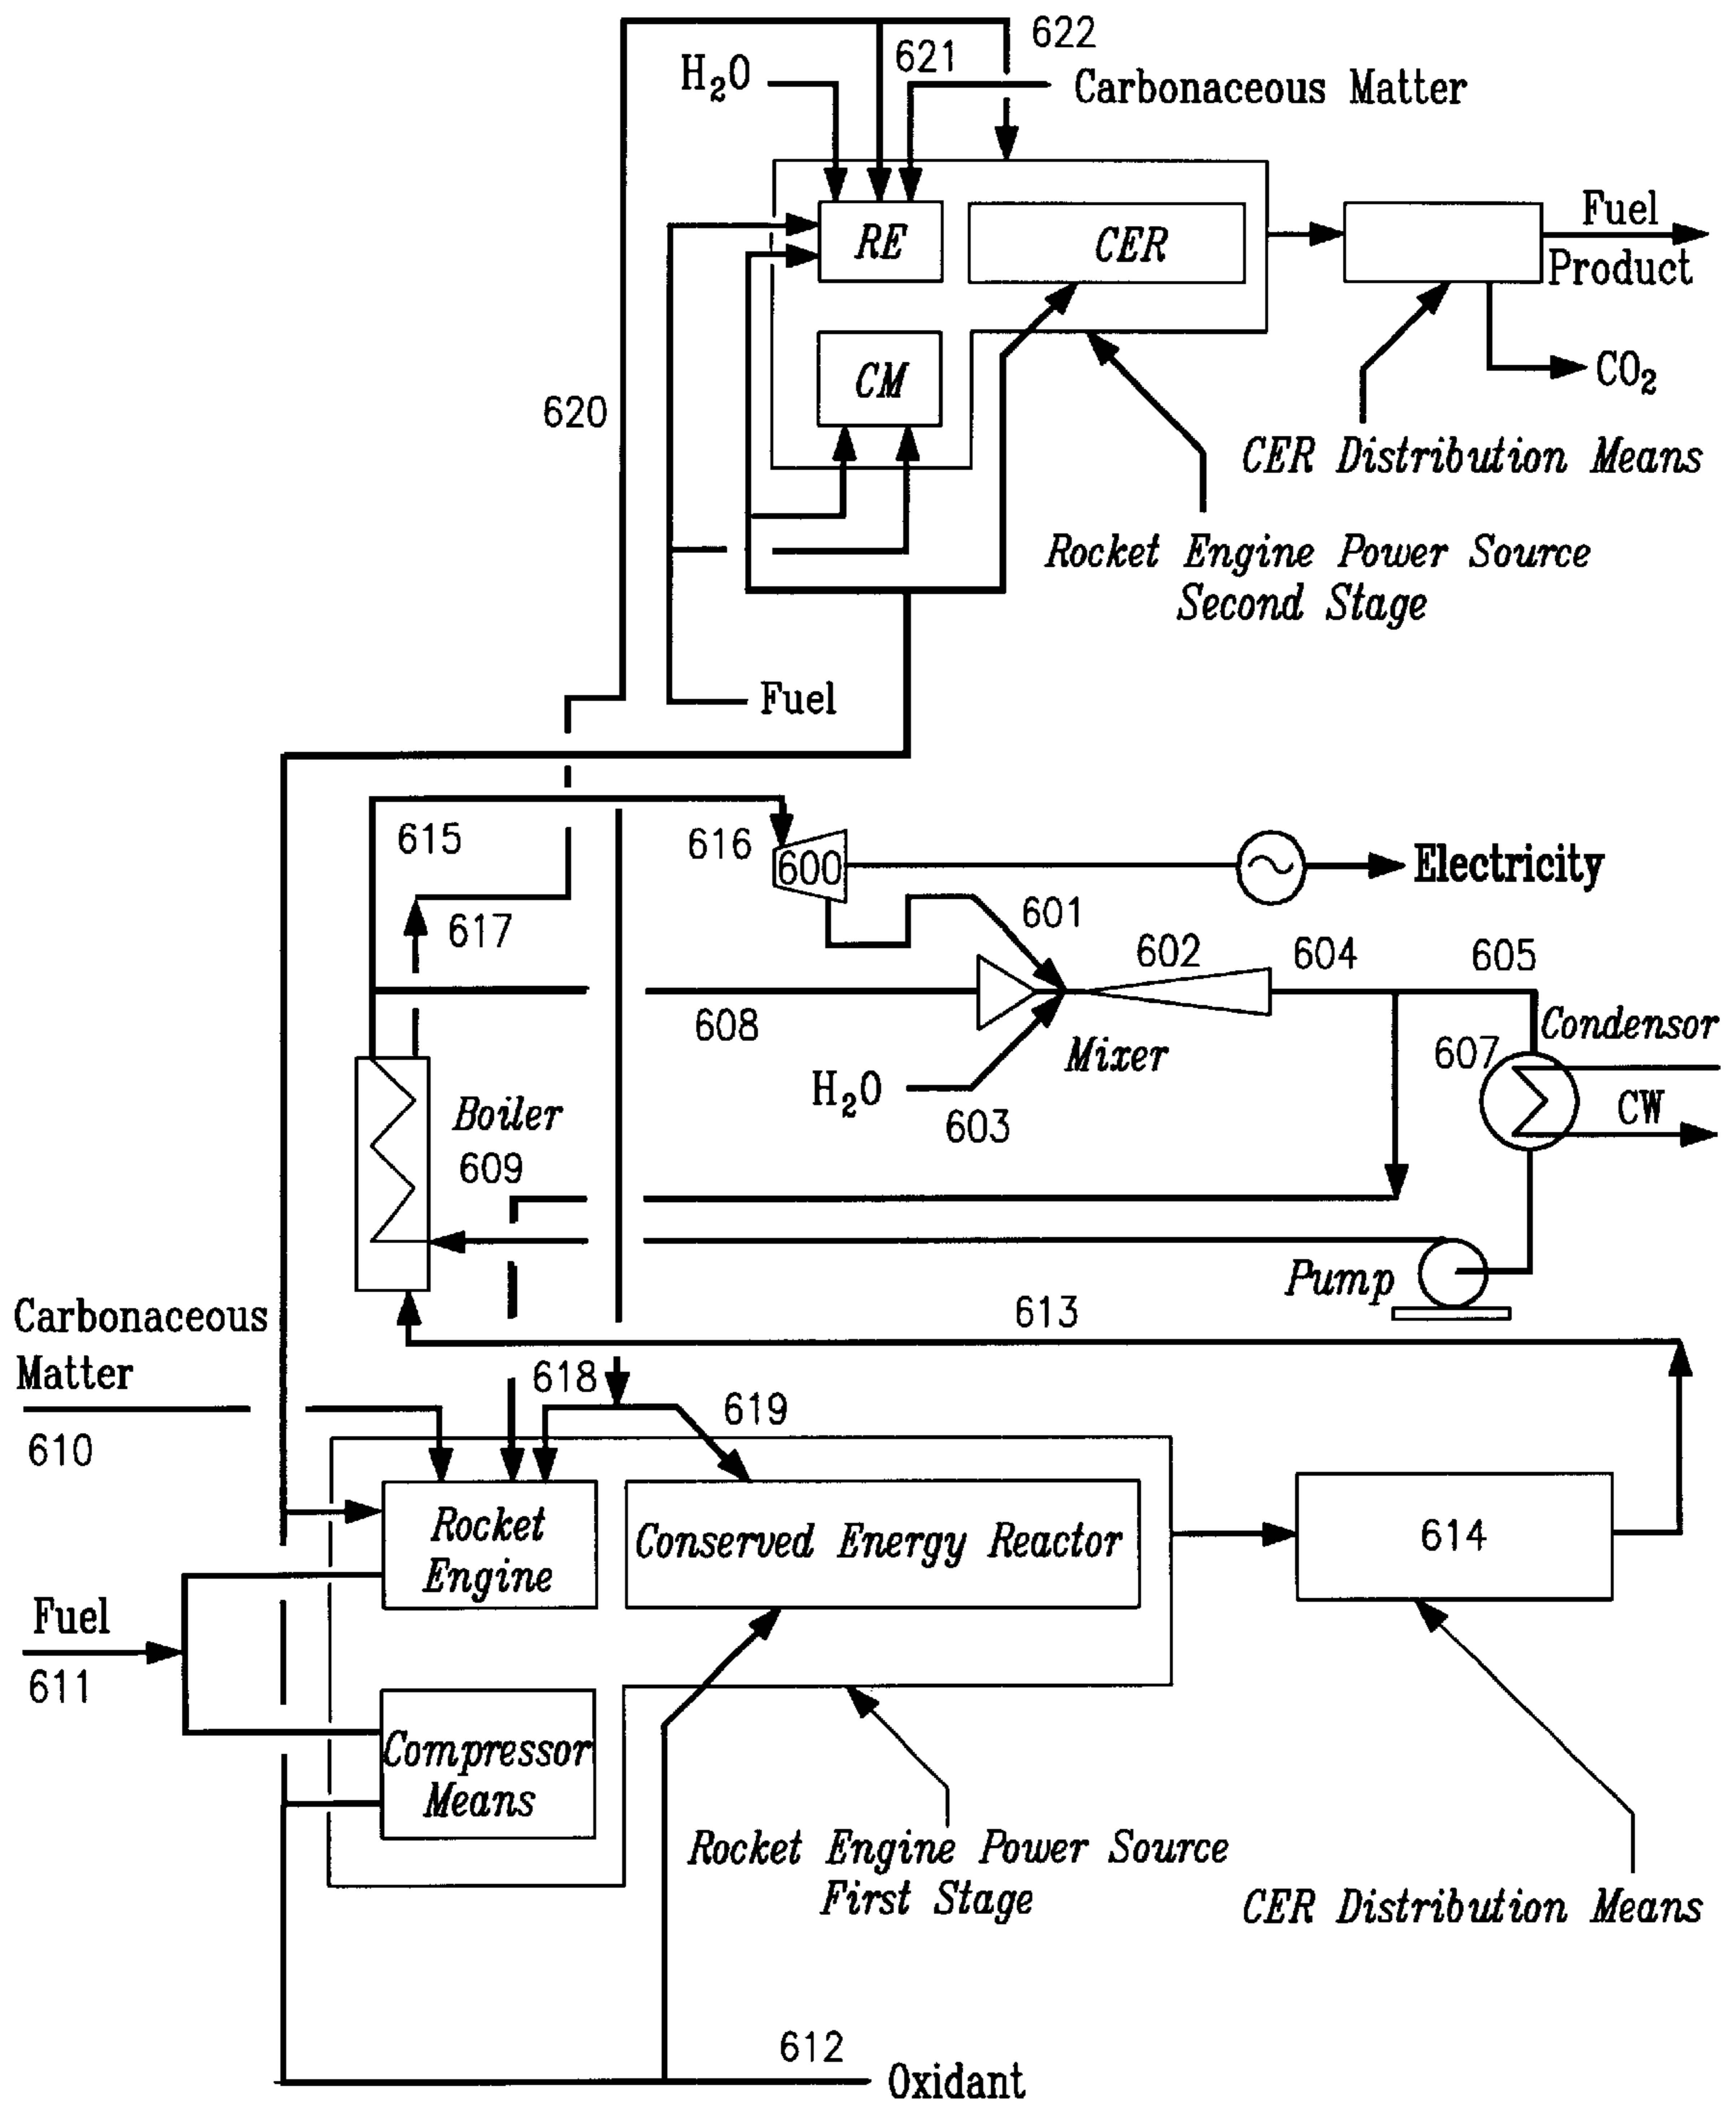 622
621
H₂O
Carbonaceous Matter
RE
CER
Fuel
Product
CM
CO₂
620
CER Distribution Means
Rocket Engine Power Source
Second Stage
Fuel
615
616
600
Electricity
617
601
602
604
605
608
Condensor
607
Mixer
H₂O
CW
603
Boiler
609
Pump
613
Carbonaceous
Matter
618
619
610
Rocket
Engine
Conserved Energy Reactor
614
Fuel
611
Compressor
Means
Rocket Engine Power Source
First Stage
CER Distribution Means
612
Oxidant